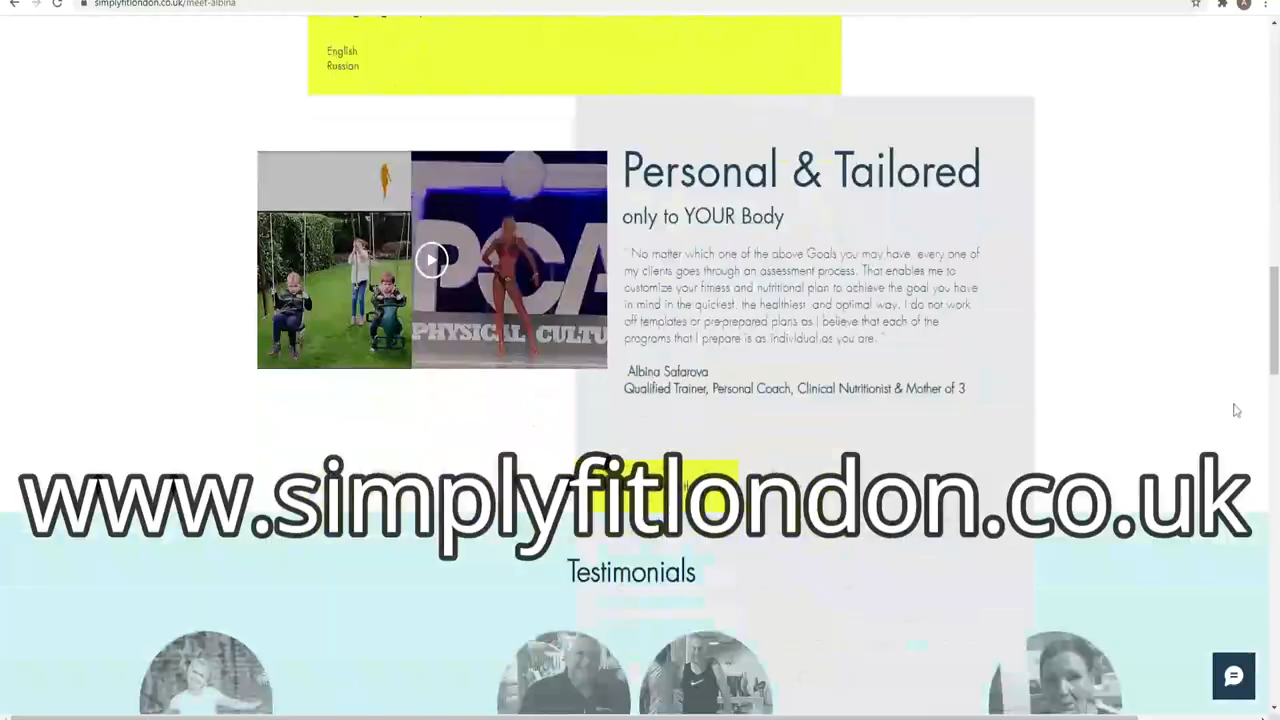 simplyfitlondon.co.uk/meet-albina
English
Russian
Personal & Tailored
only to YOUR Body
" No matter which one of the above Goals you may have, every one of
my clients goes through an assessment process. That enables me to
customize your fitness and nutritional plan to achieve the goal you have
in mind in the quickest, the healthiest and optimal way. I do not work
off templates or pre-prepared plans as I believe that each of the
programs that I prepare is as individual as you are. "
Albina Safarova
Qualified Trainer, Personal Coach, Clinical Nutritionist & Mother of 3
PCA
PHYSICAL CULTU
www.simplyfitlondon.co.uk
Testimonials